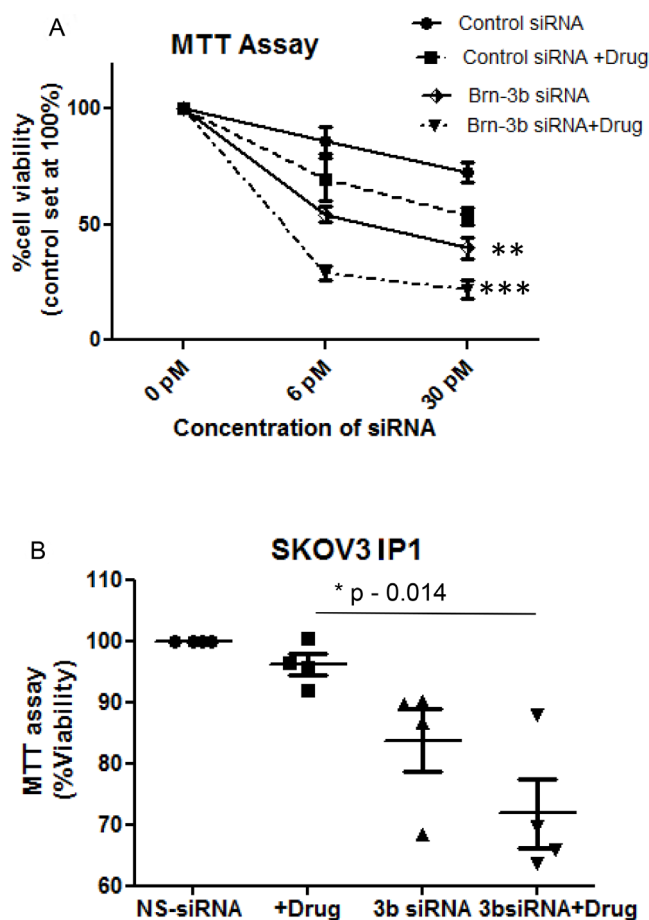 A
MTT Assay
Control siRNA
Control siRNA +Drug
Brn-3b siRNA
Brn-3b siRNA+Drug
%cell viability
(control set at 100%)
100
50
0
**
***
0 pM
6 pM
30 pM
Concentration of siRNA
B
SKOV3 IP1
* p - 0.014
MTT assay
(%Viability)
110
100
90
80
70
60
NS-siRNA
+Drug
3b siRNA
3bsiRNA+Drug